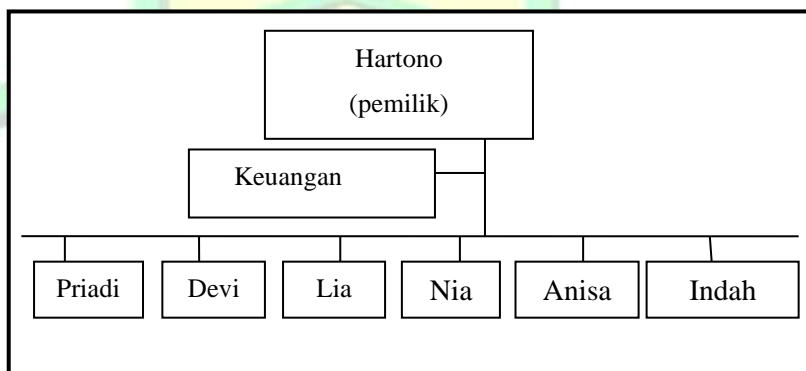 Hartono
(pemilik)
Keuangan
Priadi
Devi
Lia
Nia
Anisa
Indah